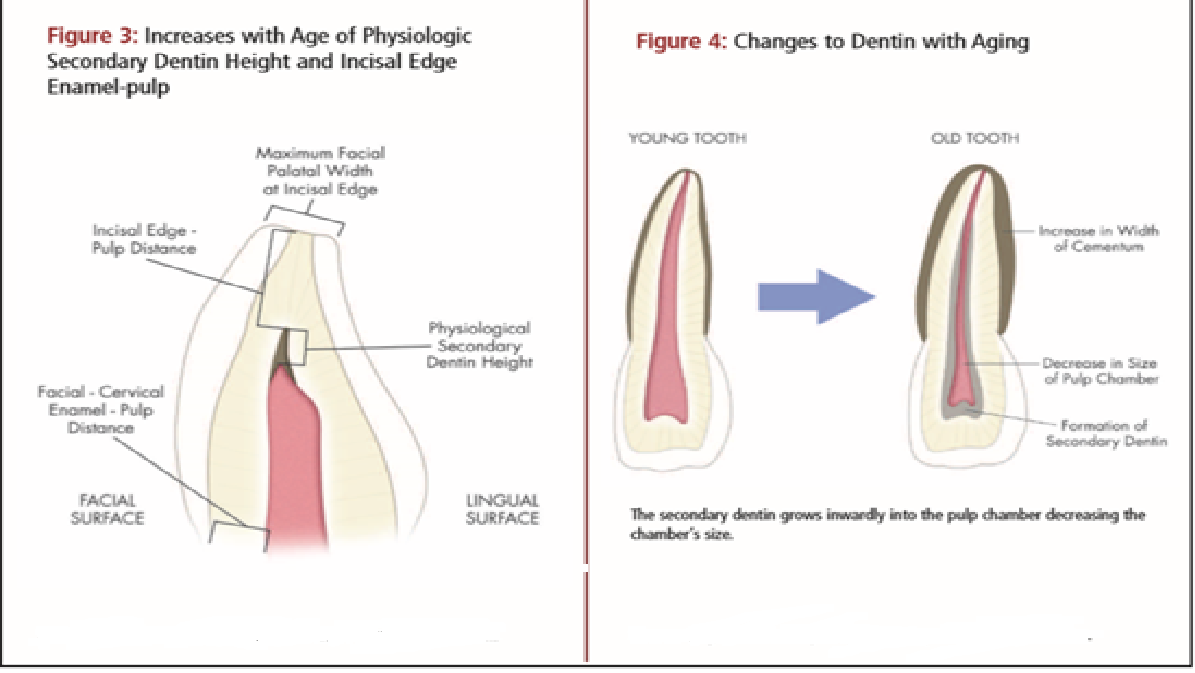 Figure 3: Increases with Age of Physiologic
Secondary Dentin Height and Incisal Edge
Enamel-pulp
Maximum Facial
Palatal Width
at Incisal Edge
Incisal Edge -
Pulp Distance
Physiological
Secondary
Dentin Height
Facial - Cervical
Enamel - Pulp
Distance
FACIAL
SURFACE
LINGUAL
SURFACE
Figure 4: Changes to Dentin with Aging
YOUNG TOOTH
OLD TOOTH
Increase in Width
of Cementum
Decrease in Size
of Pulp Chamber
Formation of
Secondary Dentin
The secondary dentin grows inwardly into the pulp chamber decreasing the
chamber's size.